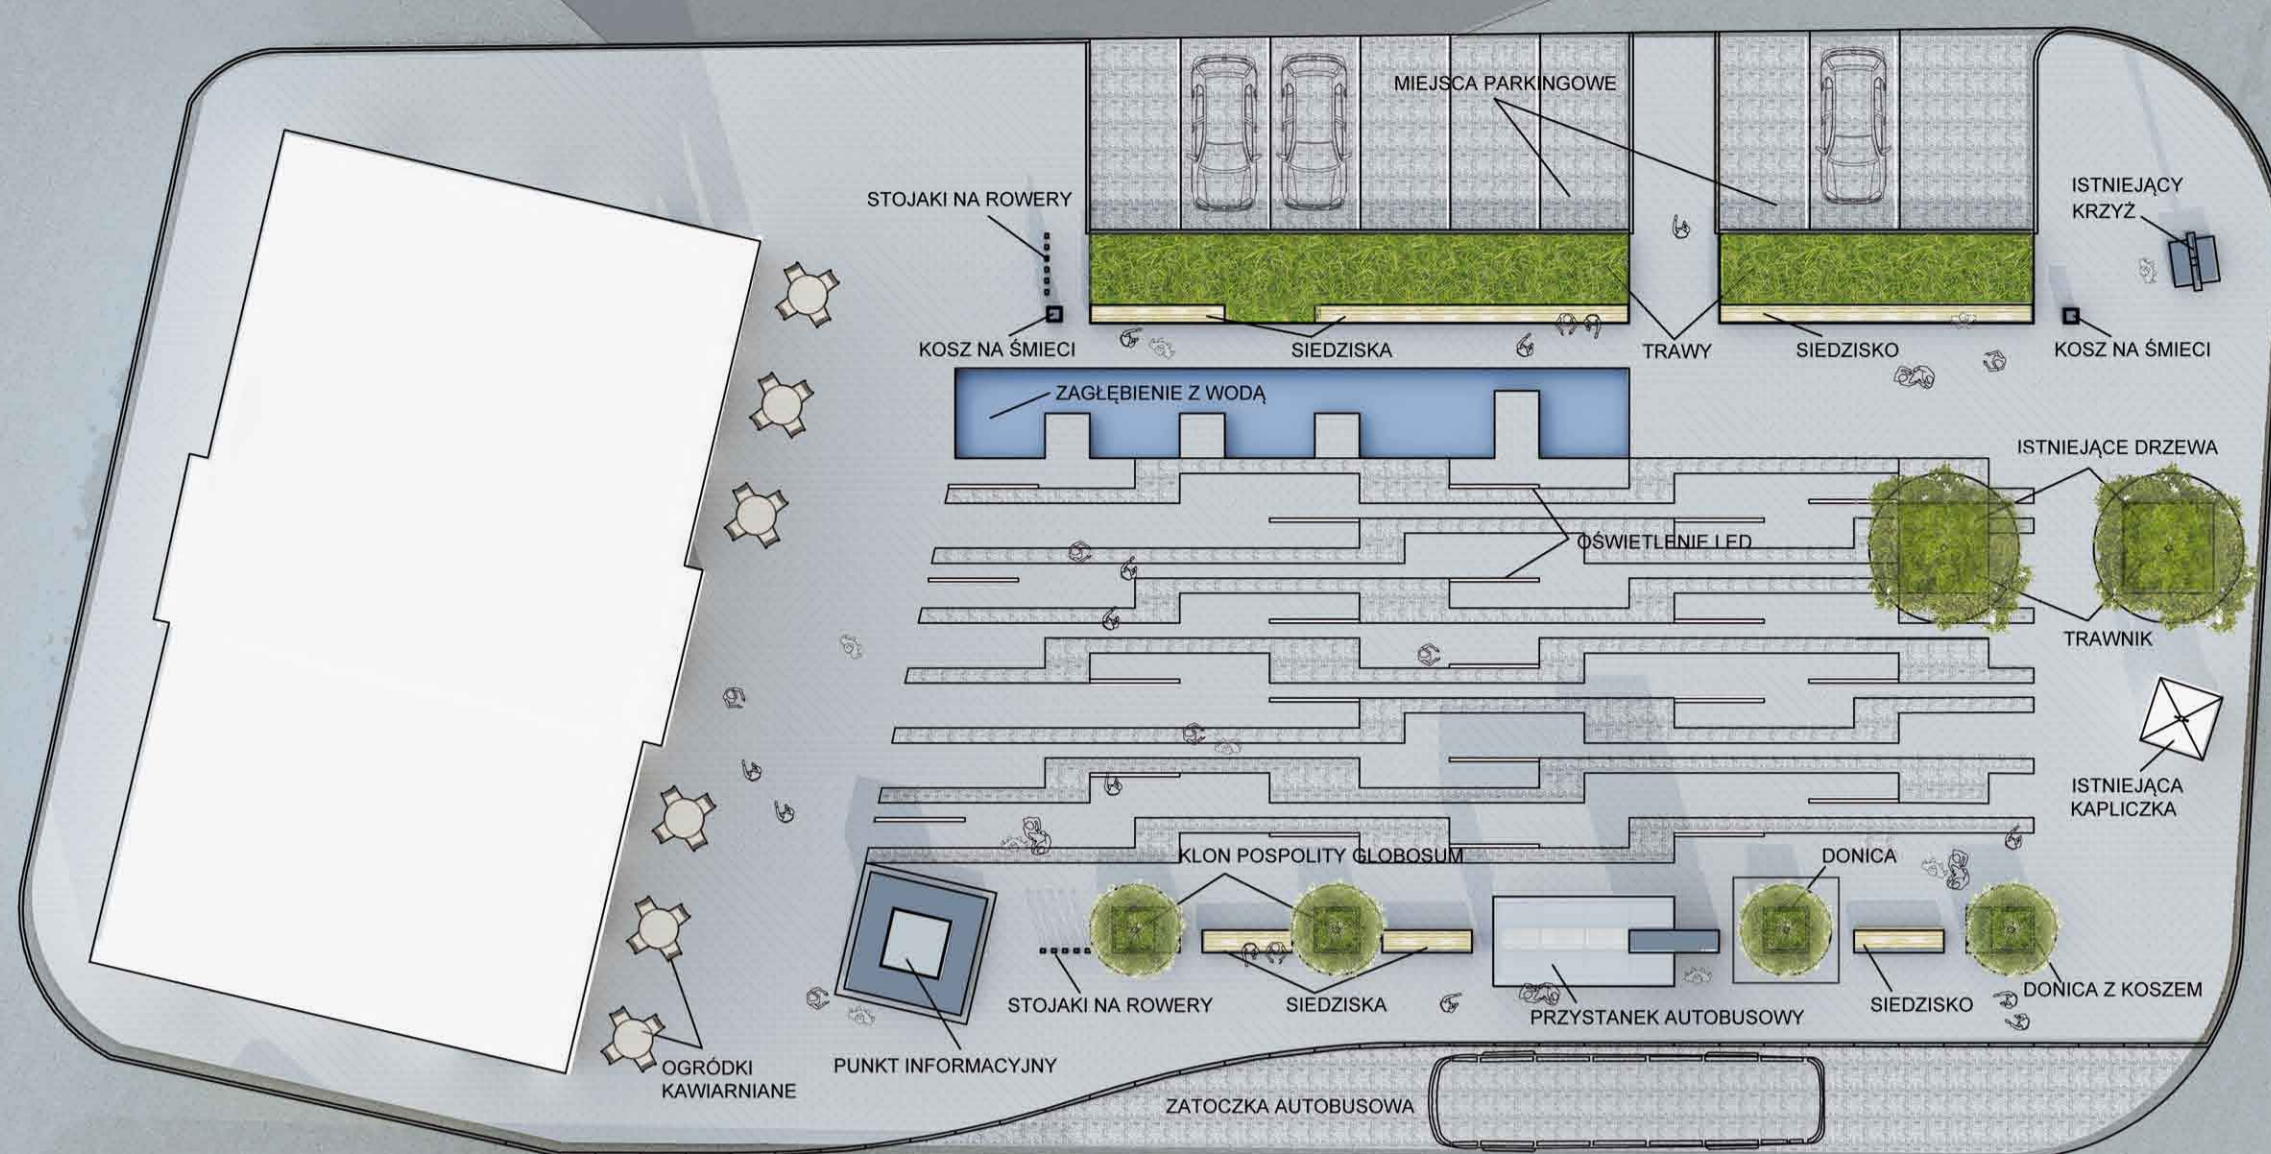 MIEJSCA PARKINGOWE
STOJAKI NA ROWERY
ISTNIEJĄCY
KRZYŻ
KOSZ NA ŚMIECI
SIEDZISKA
TRAWY
SIEDZISKO
KOSZ NA ŚMIECI
ZAGŁĘBIENIE Z WODĄ
ISTNIEJĄCE DRZEWA
OŚWIETLENIE LED
TRAWNIK
ISTNIEJĄCA
KAPLICZKA
KLON POSPOLITY GLOBOSUM
DONICA
STOJAKI NA ROWERY
SIEDZISKA
PRZYSTANEK AUTOBUSOWY
SIEDZISKO
DONICA Z KOSZEM
OGRÓDKI
KAWIARNIANE
PUNKT INFORMACYJNY
ZATOCZKA AUTOBUSOWA